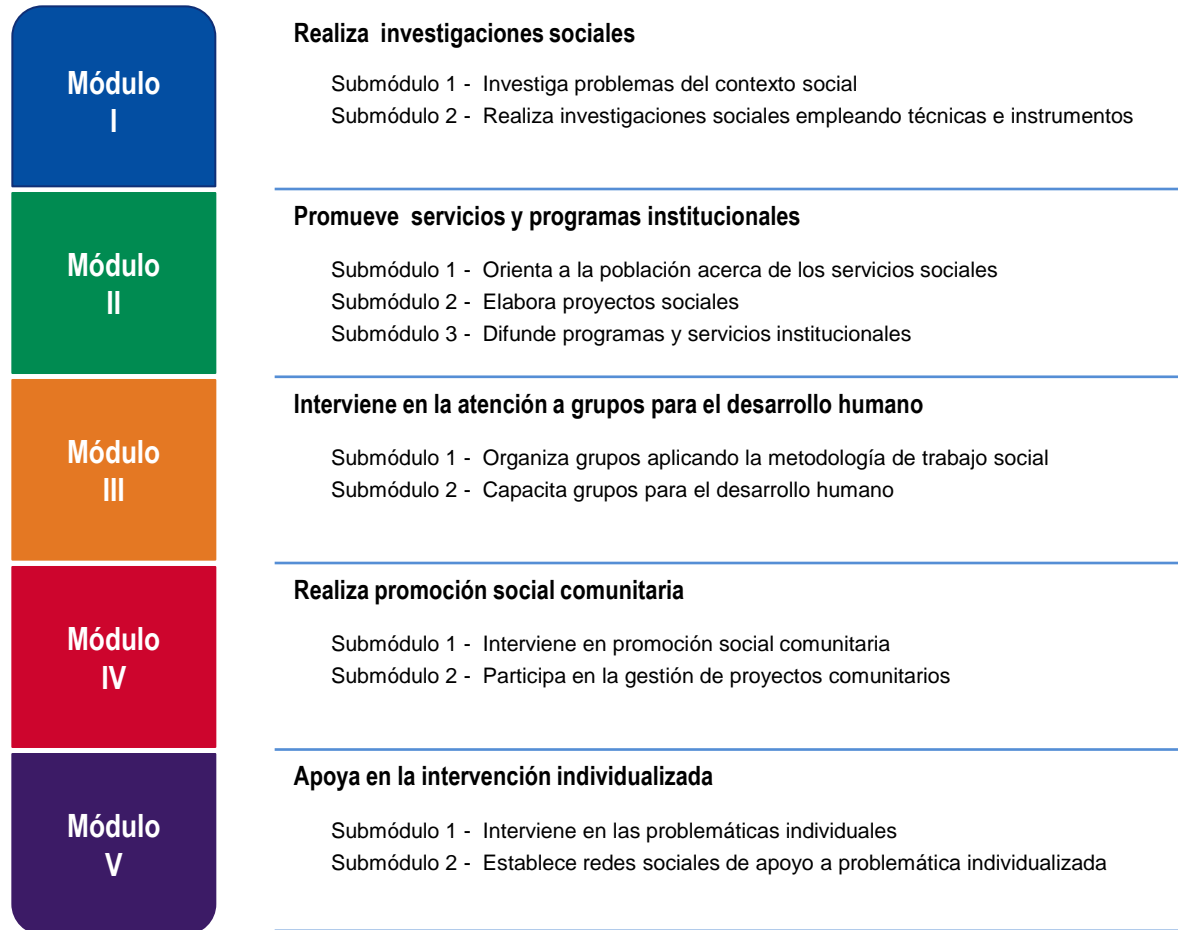 Módulo
I
Realiza investigaciones sociales
Submódulo 1 - Investiga problemas del contexto social
Submódulo 2 - Realiza investigaciones sociales empleando técnicas e instrumentos
Módulo
II
Promueve servicios y programas institucionales
Submódulo 1 - Orienta a la población acerca de los servicios sociales
Submódulo 2 - Elabora proyectos sociales
Submódulo 3 - Difunde programas y servicios institucionales
Módulo
III
Interviene en la atención a grupos para el desarrollo humano
Submódulo 1 - Organiza grupos aplicando la metodología de trabajo social
Submódulo 2 - Capacita grupos para el desarrollo humano
Módulo
IV
Realiza promoción social comunitaria
Submódulo 1 - Interviene en promoción social comunitaria
Submódulo 2 - Participa en la gestión de proyectos comunitarios
Módulo
V
Apoya en la intervención individualizada
Submódulo 1 - Interviene en las problemáticas individuales
Submódulo 2 - Establece redes sociales de apoyo a problemática individualizada